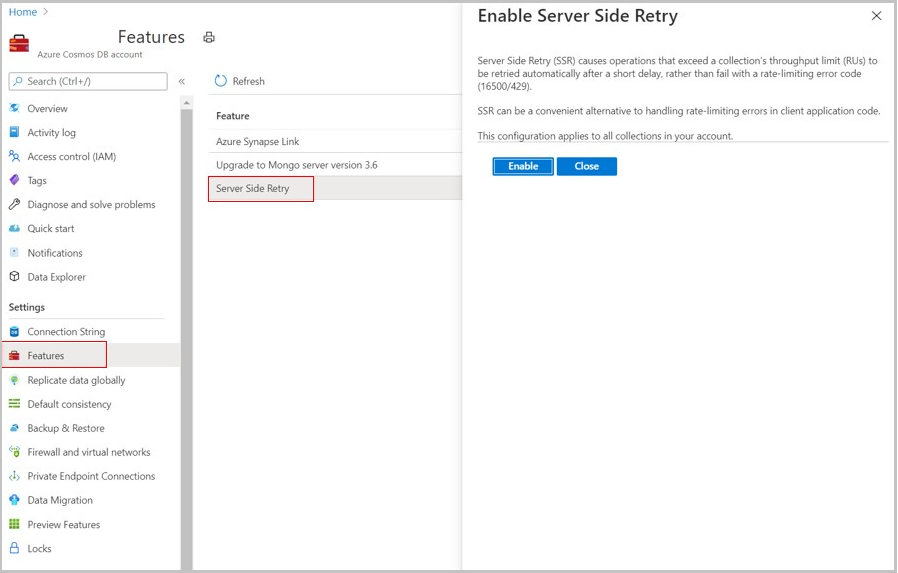 Home
Features
Azure Cosmos DB account
Search (Ctrl+/)
Overview
Activity log
Access control (IAM)
Tags
Diagnose and solve problems
Quick start
Notifications
Data Explorer
Settings
Connection String
Features
Replicate data globally
Default consistency
Backup & Restore
Firewall and virtual networks
Private Endpoint Connections
Data Migration
Preview Features
Locks
Refresh
Feature
Azure Synapse Link
Upgrade to Mongo server version 3.6
Server Side Retry
Enable Server Side Retry
Server Side Retry (SSR) causes operations that exceed a collection's throughput limit (RUs) to
be retried automatically after a short delay, rather than fail with a rate-limiting error code
(16500/429).
SSR can be a convenient alternative to handling rate-limiting errors in client application code.
This configuration applies to all collections in your account.
Enable
Close